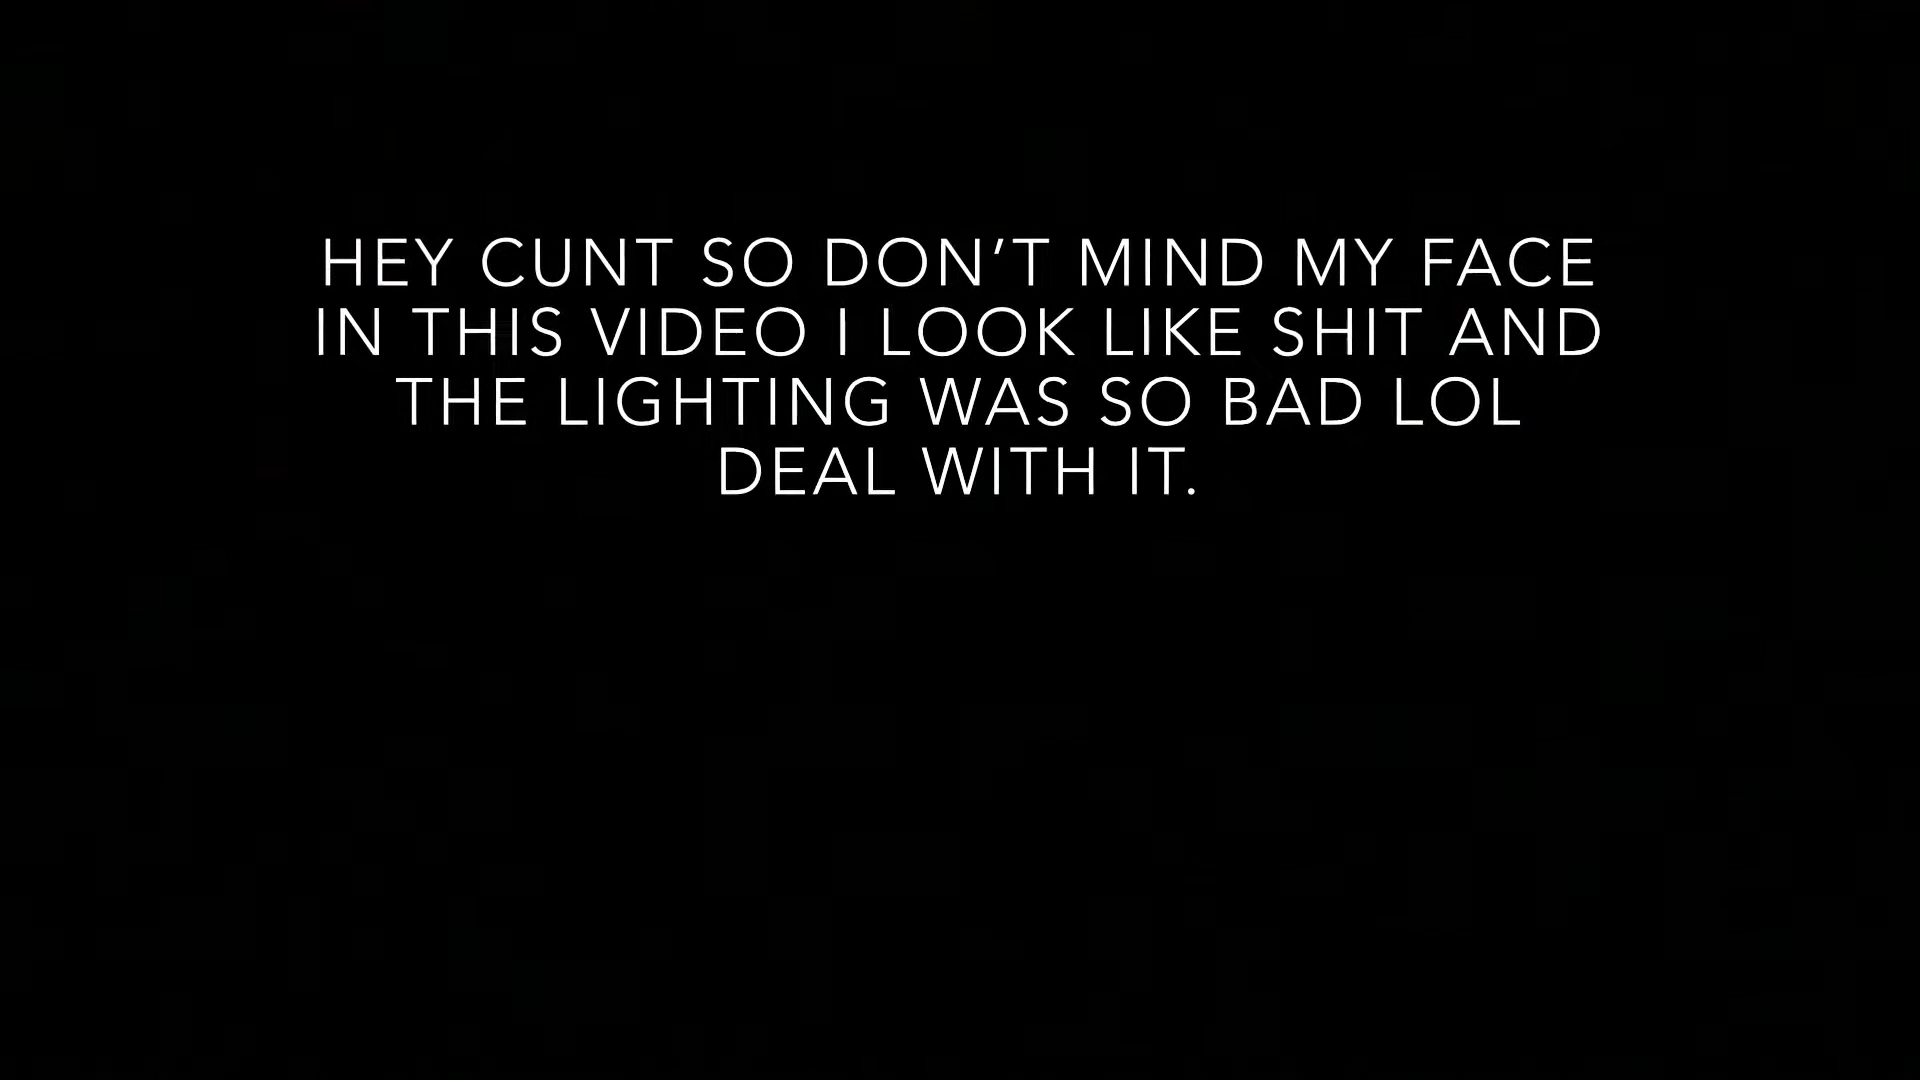 HEY CUNT SO DON’T MIND MY FACE
IN THIS VIDEO I LOOK LIKE SHIT AND
THE LIGHTING WAS SO BAD LOL
DEAL WITH IT.